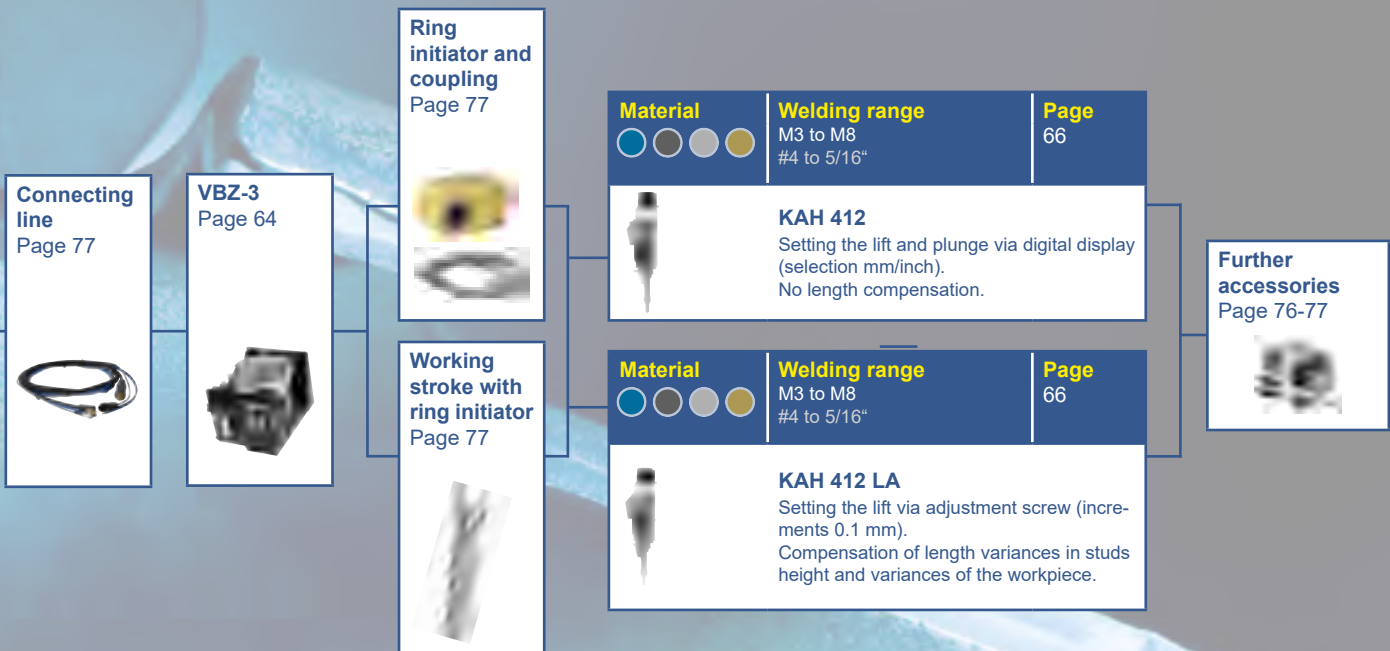 Connecting
line
Page 77
VBZ-3
Page 64
Ring
initiator and
coupling
Page 77
Working
stroke with
ring initiator
Page 77
Material
Welding range
M3 to M8
#4 to 5/16“
Page
66
KAH 412
Setting the lift and plunge via digital display
(selection mm/inch).
No length compensation.
Material
Welding range
M3 to M8
#4 to 5/16“
Page
66
KAH 412 LA
Setting the lift via adjustment screw (incre-
ments 0.1 mm).
Compensation of length variances in studs
height and variances of the workpiece.
Further
accessories
Page 76-77